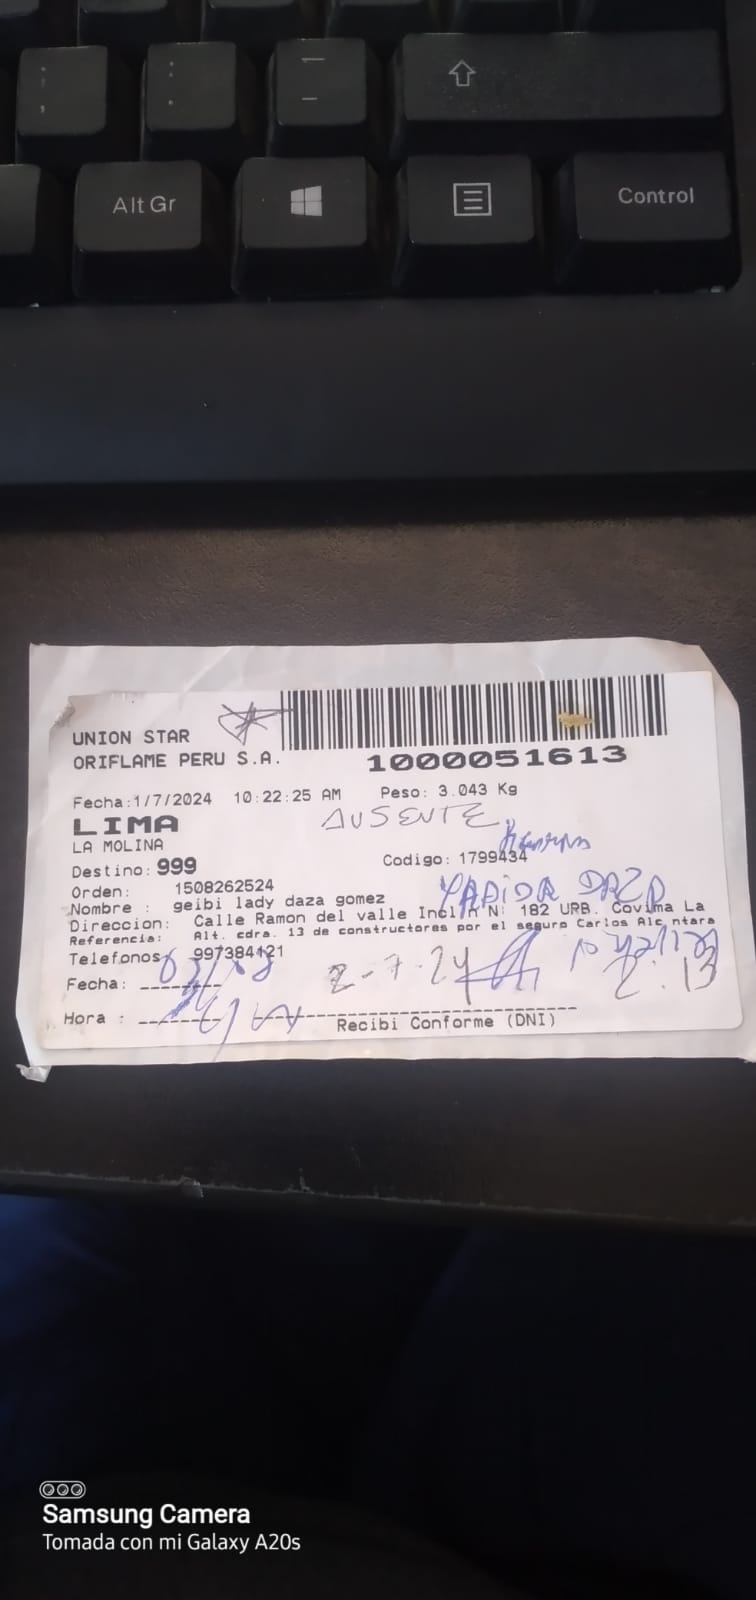 Alt Gr
Control
UNION STAR
ORIFLAME PERU S.A.
1000051613
Fecha:1/7/2024 10:22:25 AM Peso: 3.043 Kg
AUSENTE
LIMA
LA MOLINA
Destino: 999
Codigo: 1799434
Orden: 1508262524
Nombre : geibi lady daza gomez
YADIDA DAZA
Direccion: Calle Ramon del valle Incl/n N: 182 URB. Covima La
Referencia: Alt. cdra. 13 de constructores por el seguro Carlos Alc ntara
Telefonos 997384121
2-7-24
Fecha:
Hora :
Recibi Conforme (DNI)
Samsung Camera
Tomada con mi Galaxy A20s